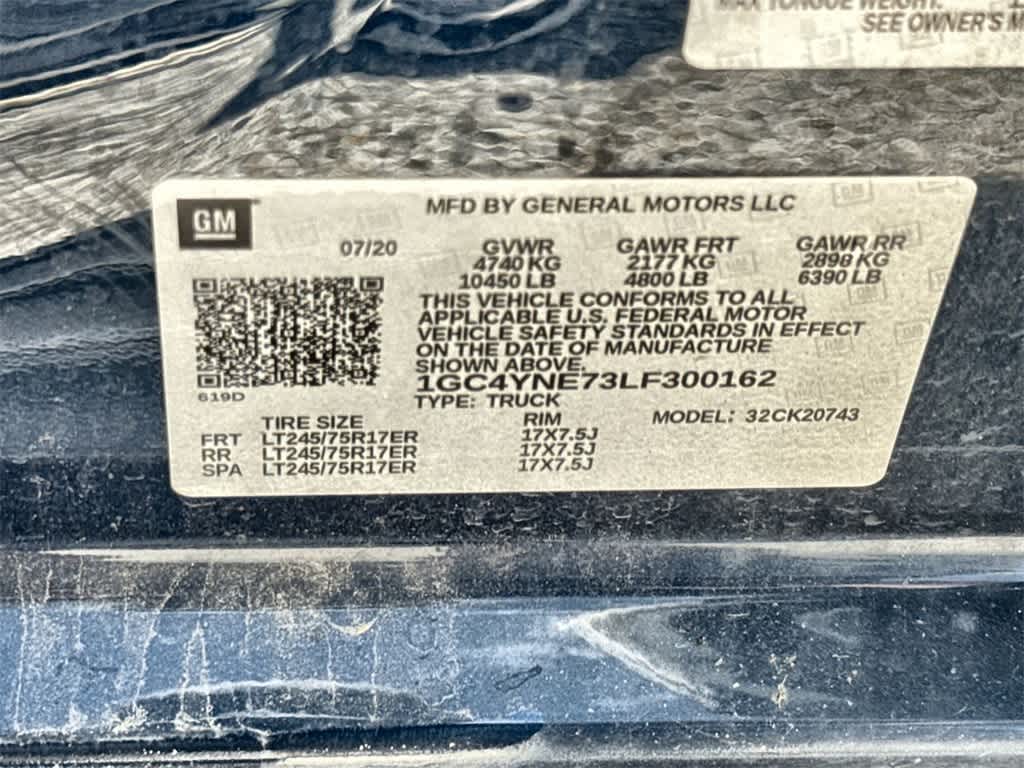 MAX TONGUE WEIGHT:
SEE OWNER'S M
GM
MFD BY GENERAL MOTORS LLC
07/20
GVWR GAWR FRT GAWR RR
4740 KG 2177 KG 2898 KG
10450 LB 4800 LB 6390 LB
THIS VEHICLE CONFORMS TO ALL
APPLICABLE U.S. FEDERAL MOTOR
VEHICLE SAFETY STANDARDS IN EFFECT
ON THE DATE OF MANUFACTURE
SHOWN ABOVE.
1GC4YNE73LF300162
619D
TYPE: TRUCK
TIRE SIZE RIM MODEL: 32CK20743
FRT LT245/75R17ER 17X7.5J
RR LT245/75R17ER 17X7.5J
SPA LT245/75R17ER 17X7.5J